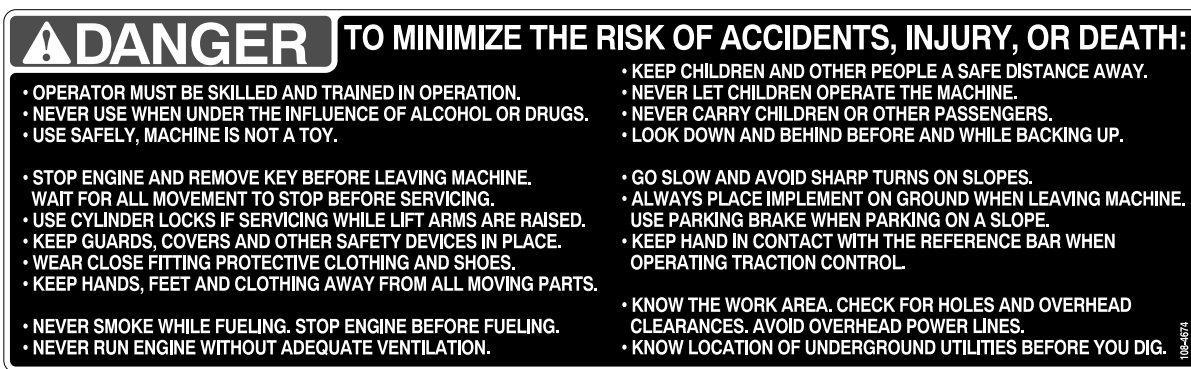 DANGER
TO MINIMIZE THE RISK OF ACCIDENTS, INJURY, OR DEATH:
• OPERATOR MUST BE SKILLED AND TRAINED IN OPERATION.
• NEVER USE WHEN UNDER THE INFLUENCE OF ALCOHOL OR DRUGS.
• USE SAFELY, MACHINE IS NOT A TOY.
• STOP ENGINE AND REMOVE KEY BEFORE LEAVING MACHINE.
WAIT FOR ALL MOVEMENT TO STOP BEFORE SERVICING.
• USE CYLINDER LOCKS IF SERVICING WHILE LIFT ARMS ARE RAISED.
• KEEP GUARDS, COVERS AND OTHER SAFETY DEVICES IN PLACE.
• WEAR CLOSE FITTING PROTECTIVE CLOTHING AND SHOES.
• KEEP HANDS, FEET AND CLOTHING AWAY FROM ALL MOVING PARTS.
• NEVER SMOKE WHILE FUELING. STOP ENGINE BEFORE FUELING.
• NEVER RUN ENGINE WITHOUT ADEQUATE VENTILATION.
• KEEP CHILDREN AND OTHER PEOPLE A SAFE DISTANCE AWAY.
• NEVER LET CHILDREN OPERATE THE MACHINE.
• NEVER CARRY CHILDREN OR OTHER PASSENGERS.
• LOOK DOWN AND BEHIND BEFORE AND WHILE BACKING UP.
• GO SLOW AND AVOID SHARP TURNS ON SLOPES.
• ALWAYS PLACE IMPLEMENT ON GROUND WHEN LEAVING MACHINE.
USE PARKING BRAKE WHEN PARKING ON A SLOPE.
• KEEP HAND IN CONTACT WITH THE REFERENCE BAR WHEN
OPERATING TRACTION CONTROL.
• KNOW THE WORK AREA. CHECK FOR HOLES AND OVERHEAD
CLEARANCES. AVOID OVERHEAD POWER LINES.
• KNOW LOCATION OF UNDERGROUND UTILITIES BEFORE YOU DIG.
108-4674